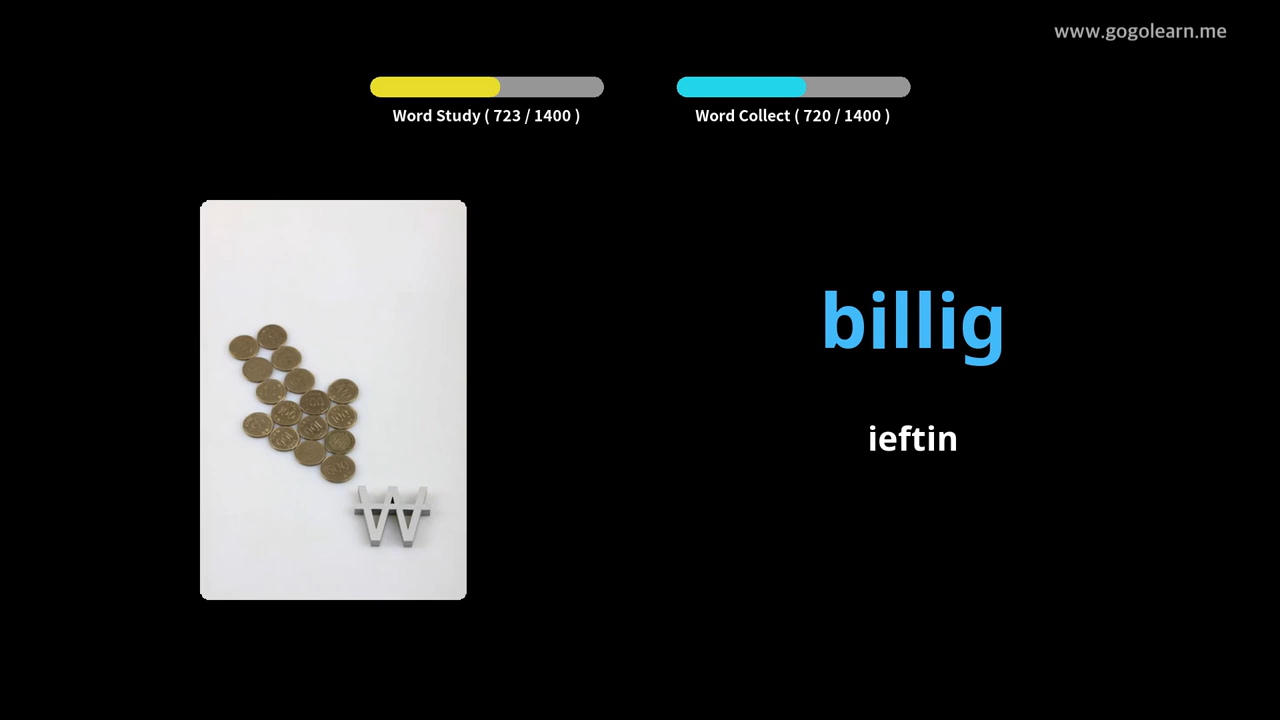 www.gogolearn.me
Word Study ( 723 / 1400 )
Word Collect ( 720 / 1400 )
billig
ieftin
₩